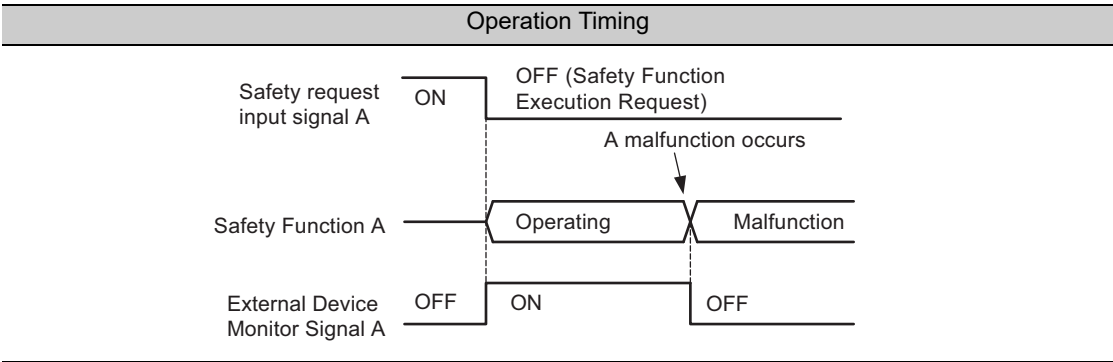 Operation Timing
Safety request
input signal A
ON
OFF (Safety Function
Execution Request)
A malfunction occurs
Safety Function A
Operating
Malfunction
External Device
Monitor Signal A
OFF
ON
OFF